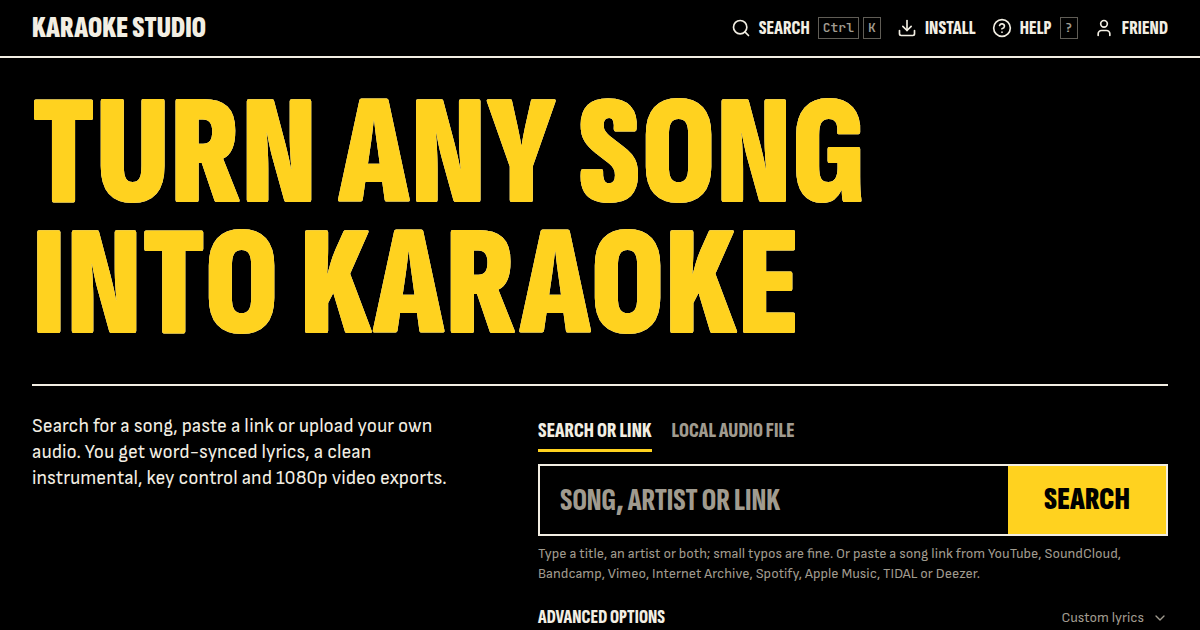 KARAOKE STUDIO
SEARCH Ctrl K INSTALL HELP ? FRIEND
TURN ANY SONG
INTO KARAOKE
Search for a song, paste a link or upload your own
audio. You get word-synced lyrics, a clean
instrumental, key control and 1080p video exports.
SEARCH OR LINK LOCAL AUDIO FILE
SONG, ARTIST OR LINK SEARCH
Type a title, an artist or both; small typos are fine. Or paste a song link from YouTube, SoundCloud,
Bandcamp, Vimeo, Internet Archive, Spotify, Apple Music, TIDAL or Deezer.
ADVANCED OPTIONS Custom lyrics